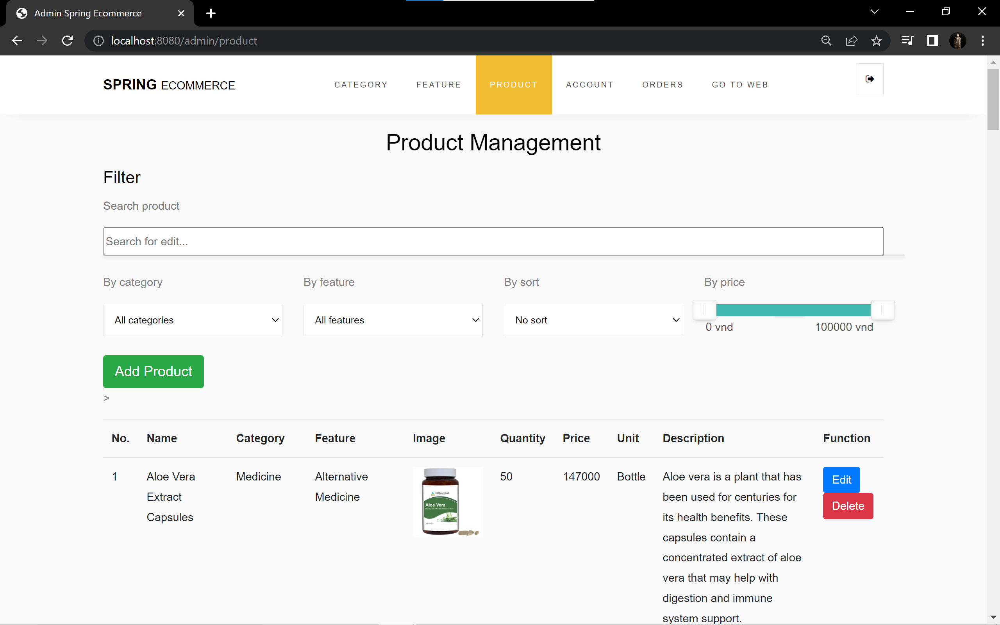 Admin Spring Ecommerce
localhost:8080/admin/product
SPRING ECOMMERCE
CATEGORY
FEATURE
PRODUCT
ACCOUNT
ORDERS
GO TO WEB
Product Management
Filter
Search product
Search for edit...
By category
By feature
By sort
By price
All categories
All features
No sort
0 vnd
100000 vnd
Add Product
>
No. Name Category Feature Image Quantity Price Unit Description Function
1
Aloe Vera
Extract
Capsules
Medicine
Alternative
Medicine
HERBAL HILLS
Aloe Vera
50
147000
Bottle
Aloe vera is a plant that has
been used for centuries for
its health benefits. These
capsules contain a
concentrated extract of aloe
vera that may help with
digestion and immune
system support.
Edit
Delete